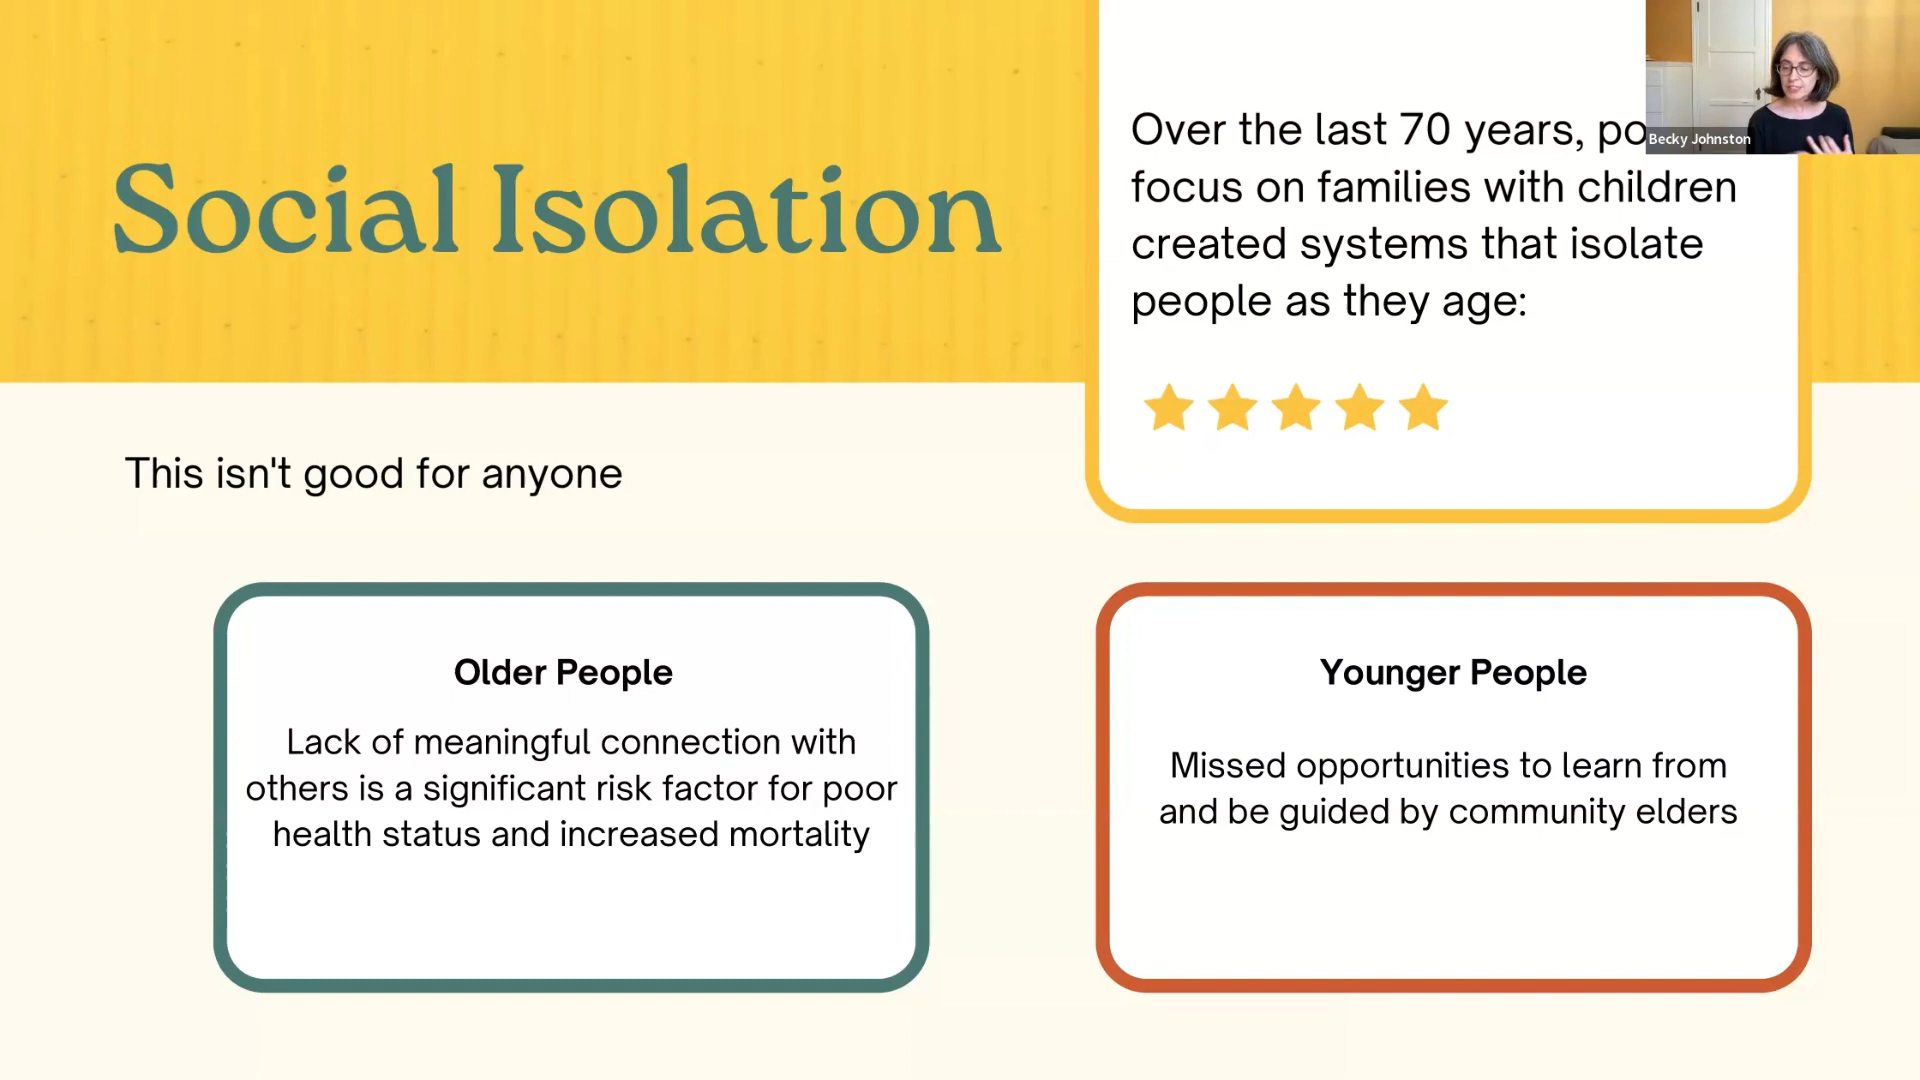 Social Isolation
Over the last 70 years,
focus on families with children
created systems that isolate
people as they age:
Becky Johnston
This isn't good for anyone
Older People
Lack of meaningful connection with
others is a significant risk factor for poor
health status and increased mortality
Younger People
Missed opportunities to learn from
and be guided by community elders